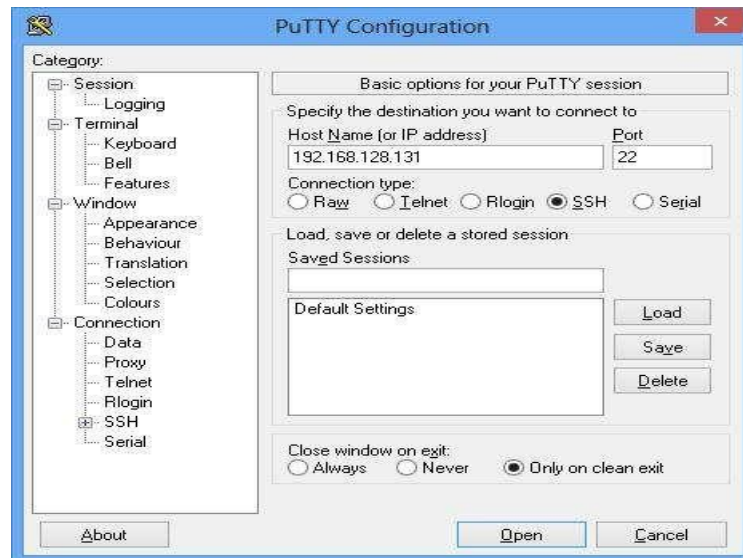 PuTTY Configuration
Category:
Session
Logging
Terminal
Keyboard
Bell
Features
Window
Appearance
Behaviour
Translation
Selection
Colours
Connection
Data
Proxy
Telnet
Rlogin
SSH
Serial
Basic options for your PuTTY session
Specify the destination you want to connect to
Host Name (or IP address) Port
192.168.128.131 22
Connection type:
Raw Telnet Rlogin SSH Serial
Load, save or delete a stored session
Saved Sessions
Default Settings
Load
Save
Delete
Close window on exit:
Always Never Only on clean exit
About Open Cancel